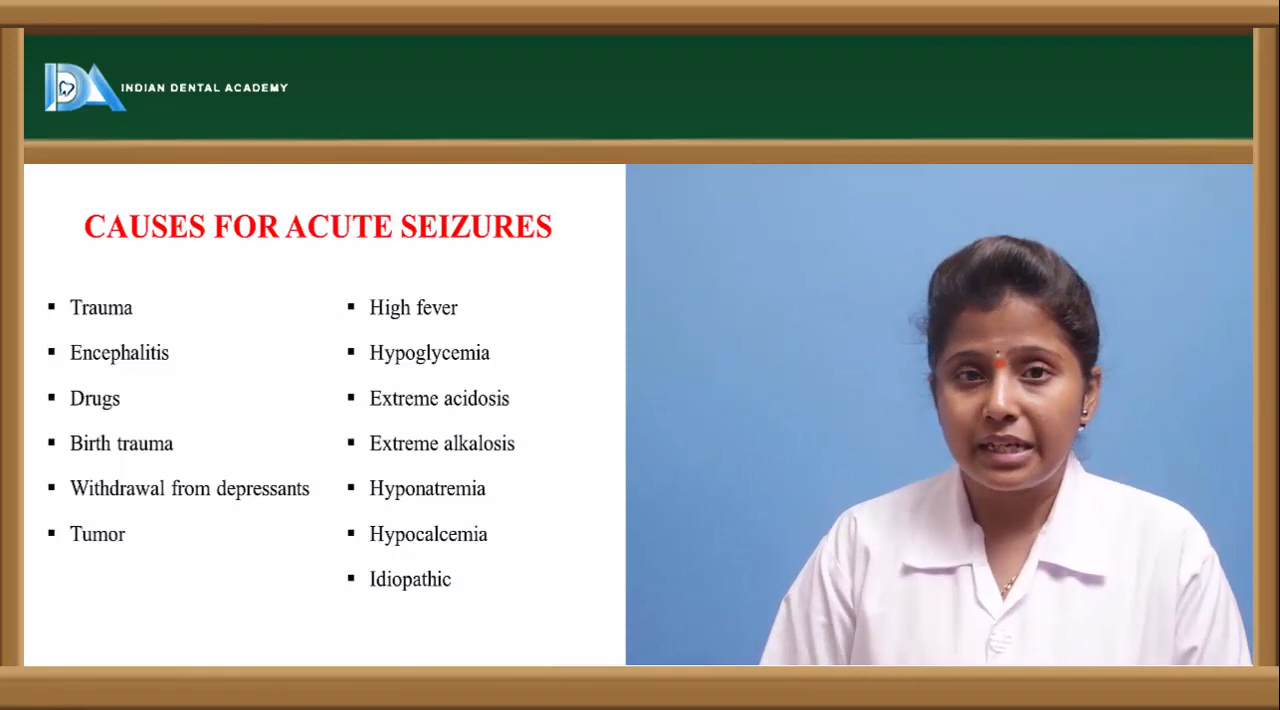 INDIAN DENTAL ACADEMY
CAUSES FOR ACUTE SEIZURES
▪ Trauma
▪ Encephalitis
▪ Drugs
▪ Birth trauma
▪ Withdrawal from depressants
▪ Tumor
▪ High fever
▪ Hypoglycemia
▪ Extreme acidosis
▪ Extreme alkalosis
▪ Hyponatremia
▪ Hypocalcemia
▪ Idiopathic